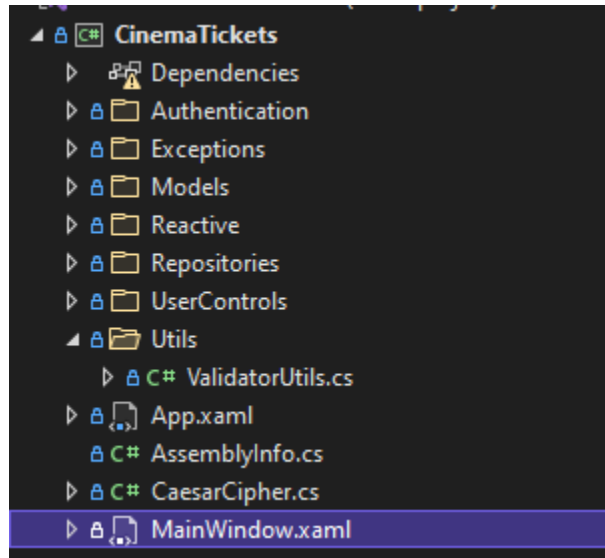 C# CinemaTickets
Dependencies
Authentication
Exceptions
Models
Reactive
Repositories
UserControls
Utils
C# ValidatorUtils.cs
App.xaml
C# AssemblyInfo.cs
C# CaesarCipher.cs
MainWindow.xaml